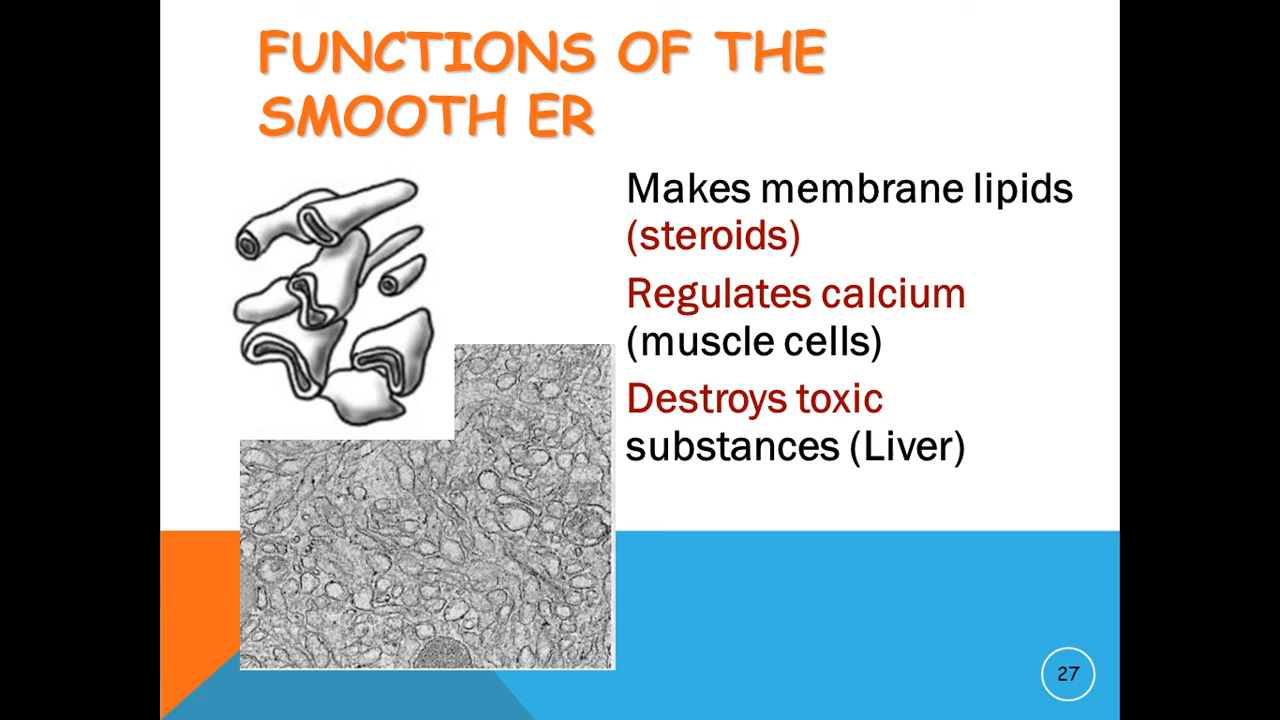 FUNCTIONS OF THE
SMOOTH ER
Makes membrane lipids
(steroids)
Regulates calcium
(muscle cells)
Destroys toxic
substances (Liver)
27